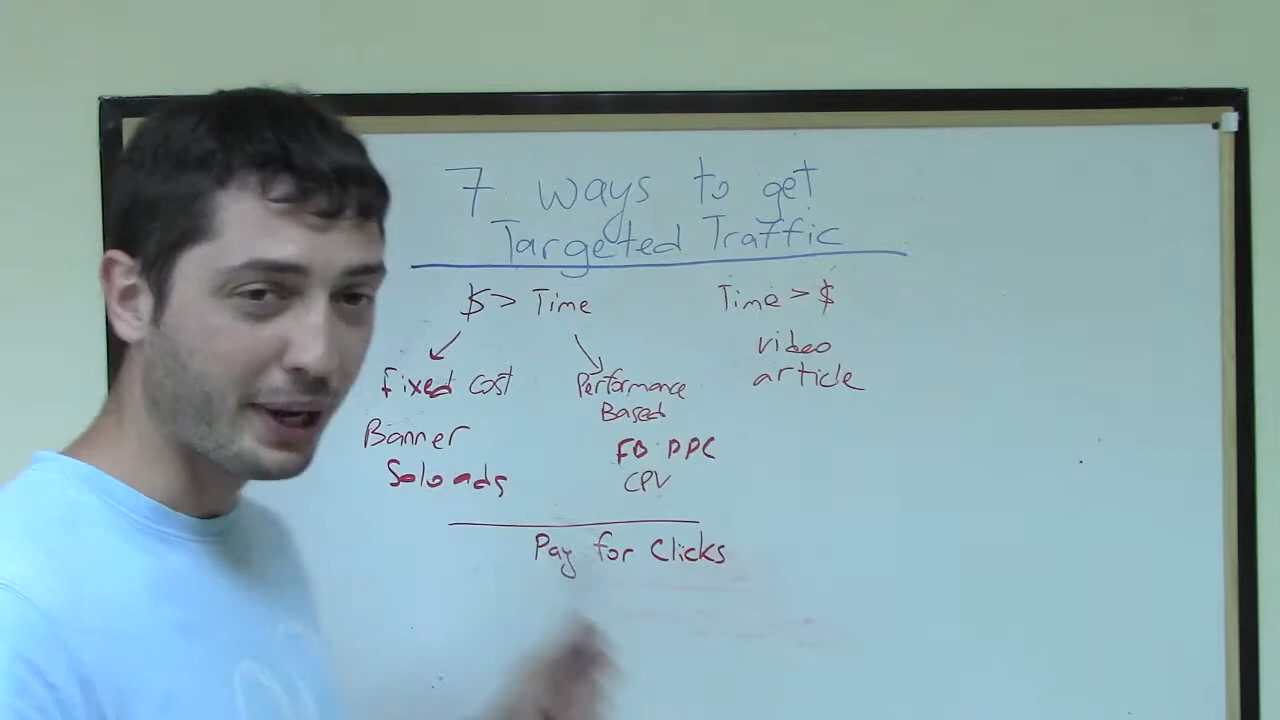 7 ways to get
Targeted Traffic
$ > Time
Fixed cost
Banner
Solo ads
Performance
Based
FB PPC
CPV
Time > $
video
article
Pay for Clicks